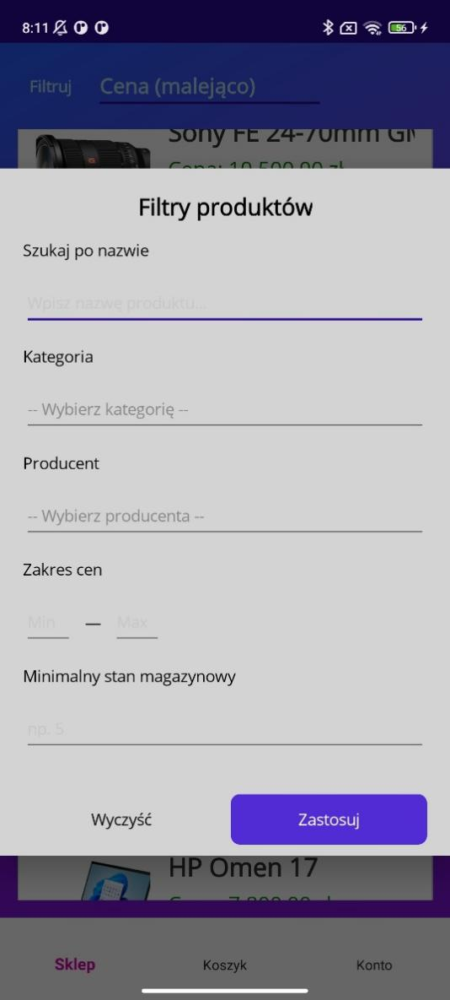 8:11
56
Filtruj
Cena (malejąco)
Sony FE 24-70mm GM
Cena: 10 500,00 zł
Filtry produktów
Szukaj po nazwie
Wpisz nazwę produktu...
Kategoria
-- Wybierz kategorię --
Producent
-- Wybierz producenta --
Zakres cen
Min — Max
Minimalny stan magazynowy
np. 5
Wyczyść
Zastosuj
HP Omen 17
Sklep
Koszyk
Konto